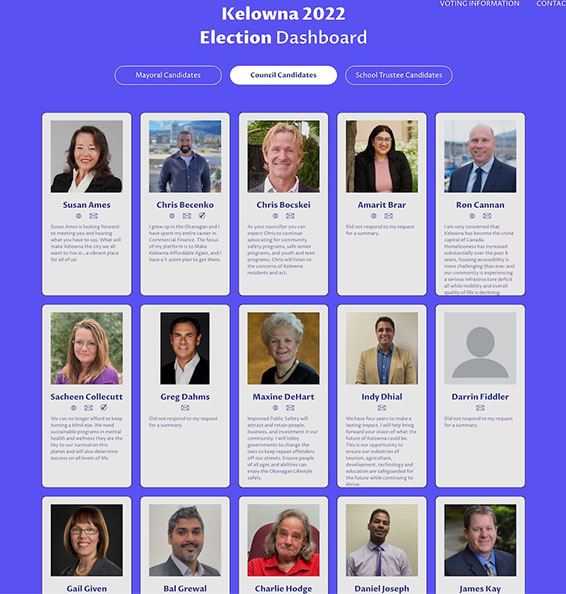 VOTING INFORMATION
CONTAC
Kelowna 2022
Election Dashboard
Mayoral Candidates
Council Candidates
School Trustee Candidates
Susan Ames
Susan Ames is looking forward
to meeting you and hearing
what you have to say. What will
make Kelowna the city we all
want to live in...a vibrant place
for all of us!
Chris Becenko
I grew up in the Okanagan and I
have spent my entire career in
Commercial Finance. The focus
of my platform is to Make
Kelowna Affordable Again, and I
have a 5-point plan to get there.
Chris Bocskei
As your councillor you can
expect Chris to continue
advocating for community
safety programs, safe senior
programs, and youth and teen
programs. Chris will listen to
the concerns of Kelowna
residents and act.
Amarit Brar
Did not respond to my request
for a summary.
Ron Cannan
I am very concerned that
Kelowna has become the crime
capital of Canada.
Homelessness has increased
substantially over the past 8
years, housing accessibility is
more challenging than ever and
our community is experiencing
a serious infrastructure deficit
all while mobility and overall
quality of life is declining.
Sacheen Collecutt
We can no longer afford to keep
turning a blind eye. We need
sustainable programs in mental
health and wellness they are the
key to our survival on this
planet and will also determine
success on all levels of life.
Greg Dahms
Did not respond to my request
for a summary.
Maxine DeHart
Improved Public Safety will
attract and retain people,
business, and investment in our
community. I will lobby
governments to change the
laws to keep repeat offenders
off our streets. Ensure people
of all ages and abilities can
enjoy the Okanagan Lifestyle
safely.
Indy Dhial
We have four years to make a
lasting impact. I will help bring
forward your vision of what the
future of Kelowna could be.
This is our opportunity to
ensure our industries of
tourism, agriculture,
development, technology and
education are safeguarded for
the future while continuing to
thrive.
Darrin Fiddler
Did not respond to my request
for a summary.
Gail Given
Bal Grewal
Charlie Hodge
Daniel Joseph
James Kay